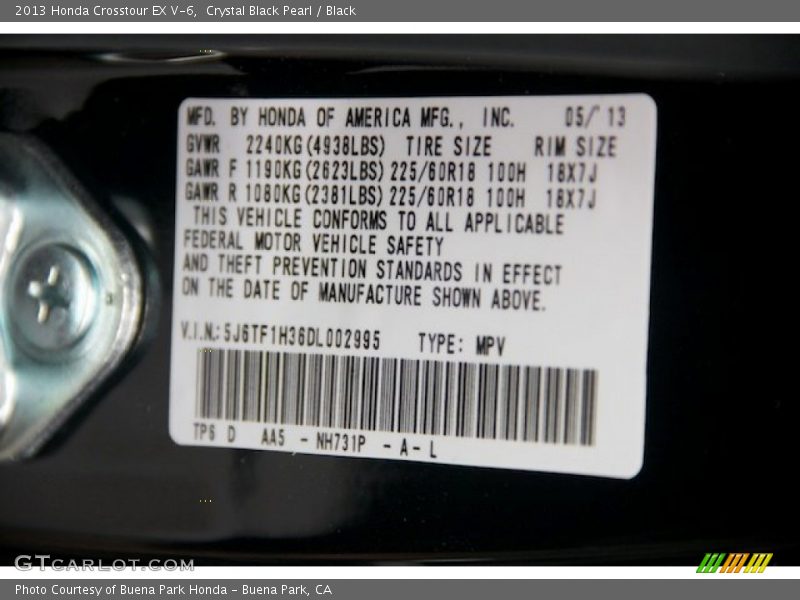 2013 Honda Crosstour EX V-6, Crystal Black Pearl / Black
MFD. BY HONDA OF AMERICA MFG., INC. 05/'13
GVWR 2240KG(4938LBS) TIRE SIZE RIM SIZE
GAWR F 1190KG(2623LBS) 225/60R18 100H 18X7J
GAWR R 1080KG(2381LBS) 225/60R18 100H 18X7J
THIS VEHICLE CONFORMS TO ALL APPLICABLE
FEDERAL MOTOR VEHICLE SAFETY
AND THEFT PREVENTION STANDARDS IN EFFECT
ON THE DATE OF MANUFACTURE SHOWN ABOVE.
V.I.N.: 5J6TF1H36DL002995 TYPE: MPV
TP6 D AA5 - NH731P - A - L
GTCARLOT.COM
Photo Courtesy of Buena Park Honda - Buena Park, CA